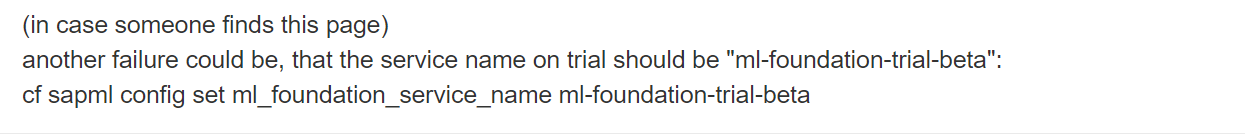 (in case someone finds this page)
another failure could be, that the service name on trial should be "ml-foundation-trial-beta":
cf sapml config set ml_foundation_service_name ml-foundation-trial-beta